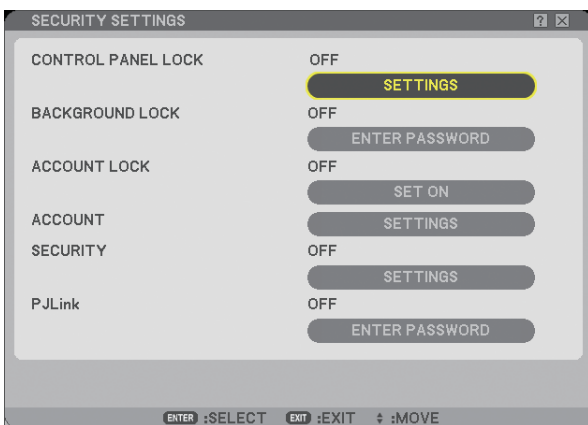 SECURITY SETTINGS ?
CONTROL PANEL LOCK OFF
SETTINGS
BACKGROUND LOCK OFF
ENTER PASSWORD
ACCOUNT LOCK OFF
SET ON
ACCOUNT SETTINGS
SECURITY OFF
SETTINGS
PJLink OFF
ENTER PASSWORD
ENTER :SELECT EXIT :EXIT :MOVE